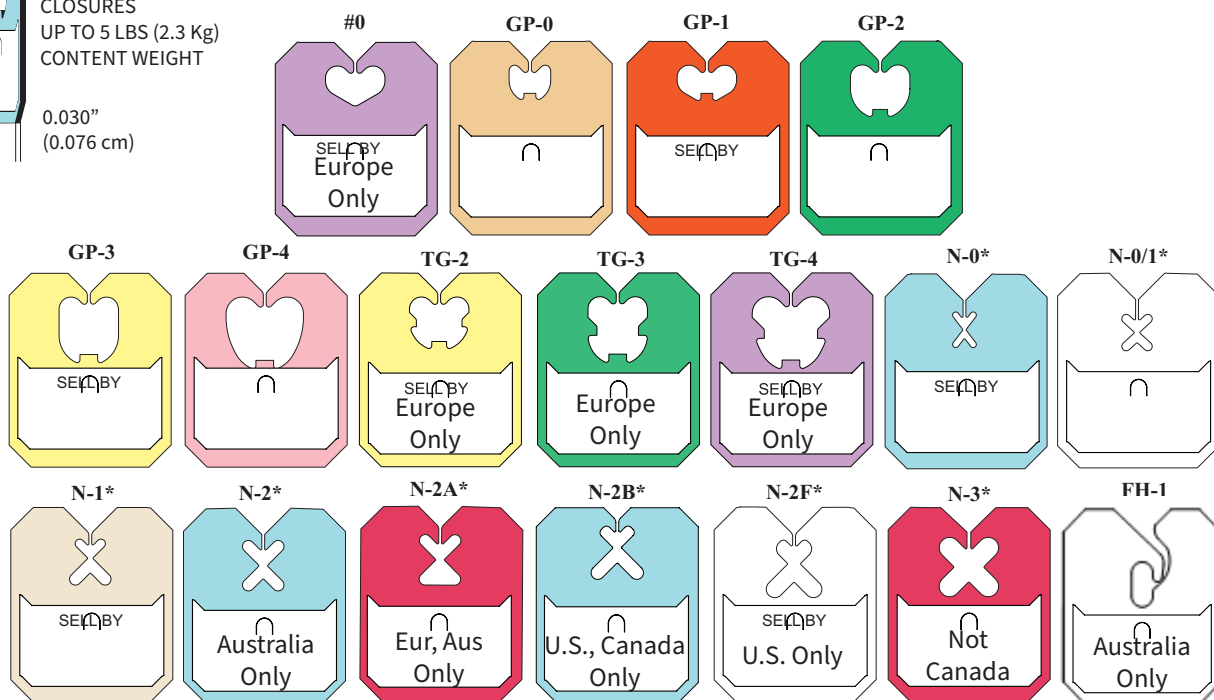 CLOSURES
UP TO 5 LBS (2.3 Kg)
CONTENT WEIGHT
0.030”
(0.076 cm)
#0
GP-0
GP-1
GP-2
SELL BY
Europe
Only
SELL BY
GP-3
GP-4
TG-2
TG-3
TG-4
N-0*
N-0/1*
SELL BY
SELL BY
Europe
Only
Europe
Only
SELL BY
Europe
Only
SELL BY
N-1*
N-2*
N-2A*
N-2B*
N-2F*
N-3*
FH-1
SELL BY
Australia
Only
Eur, Aus
Only
U.S., Canada
Only
SELL BY
U.S. Only
Not
Canada
Australia
Only